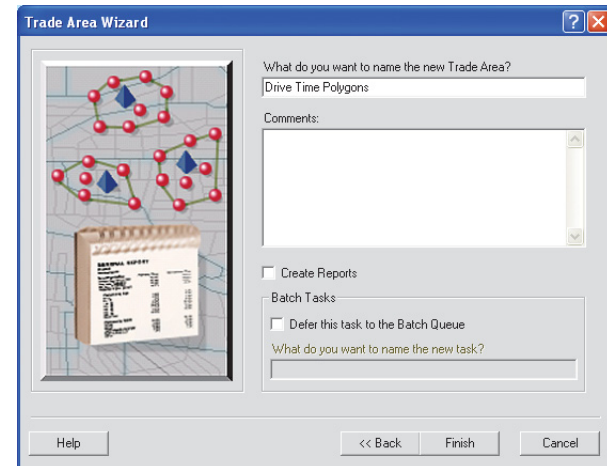 Trade Area Wizard
What do you want to name the new Trade Area?
Drive Time Polygons
Comments:
Create Reports
Batch Tasks
Defer this task to the Batch Queue
What do you want to name the new task?
Help
<< Back
Finish
Cancel